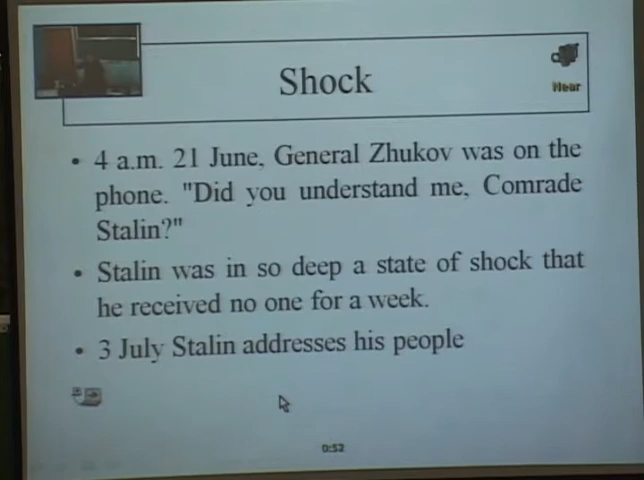 Shock
Near
• 4 a.m. 21 June, General Zhukov was on the
phone. "Did you understand me, Comrade
Stalin?"
• Stalin was in so deep a state of shock that
he received no one for a week.
• 3 July Stalin addresses his people
0:52